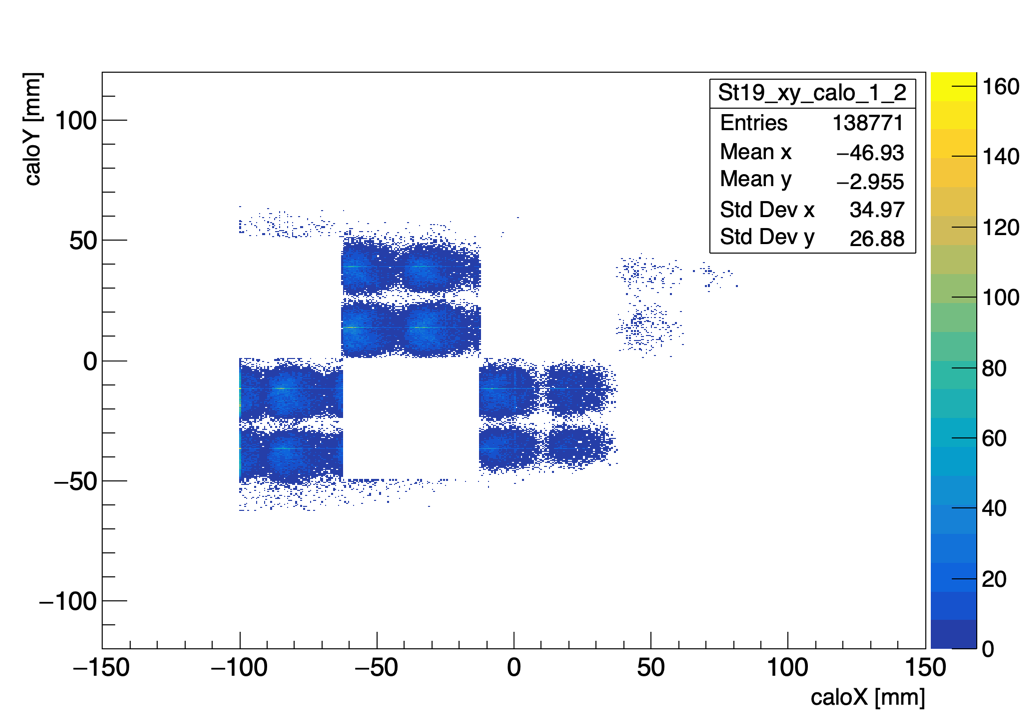 St19_xy_calo_1_2
Entries 138771
Mean x −46.93
Mean y −2.955
Std Dev x 34.97
Std Dev y 26.88
caloY [mm]
100
50
0
−50
−100
−150 −100 −50 0 50 100 150
caloX [mm]
160
140
120
100
80
60
40
20
0